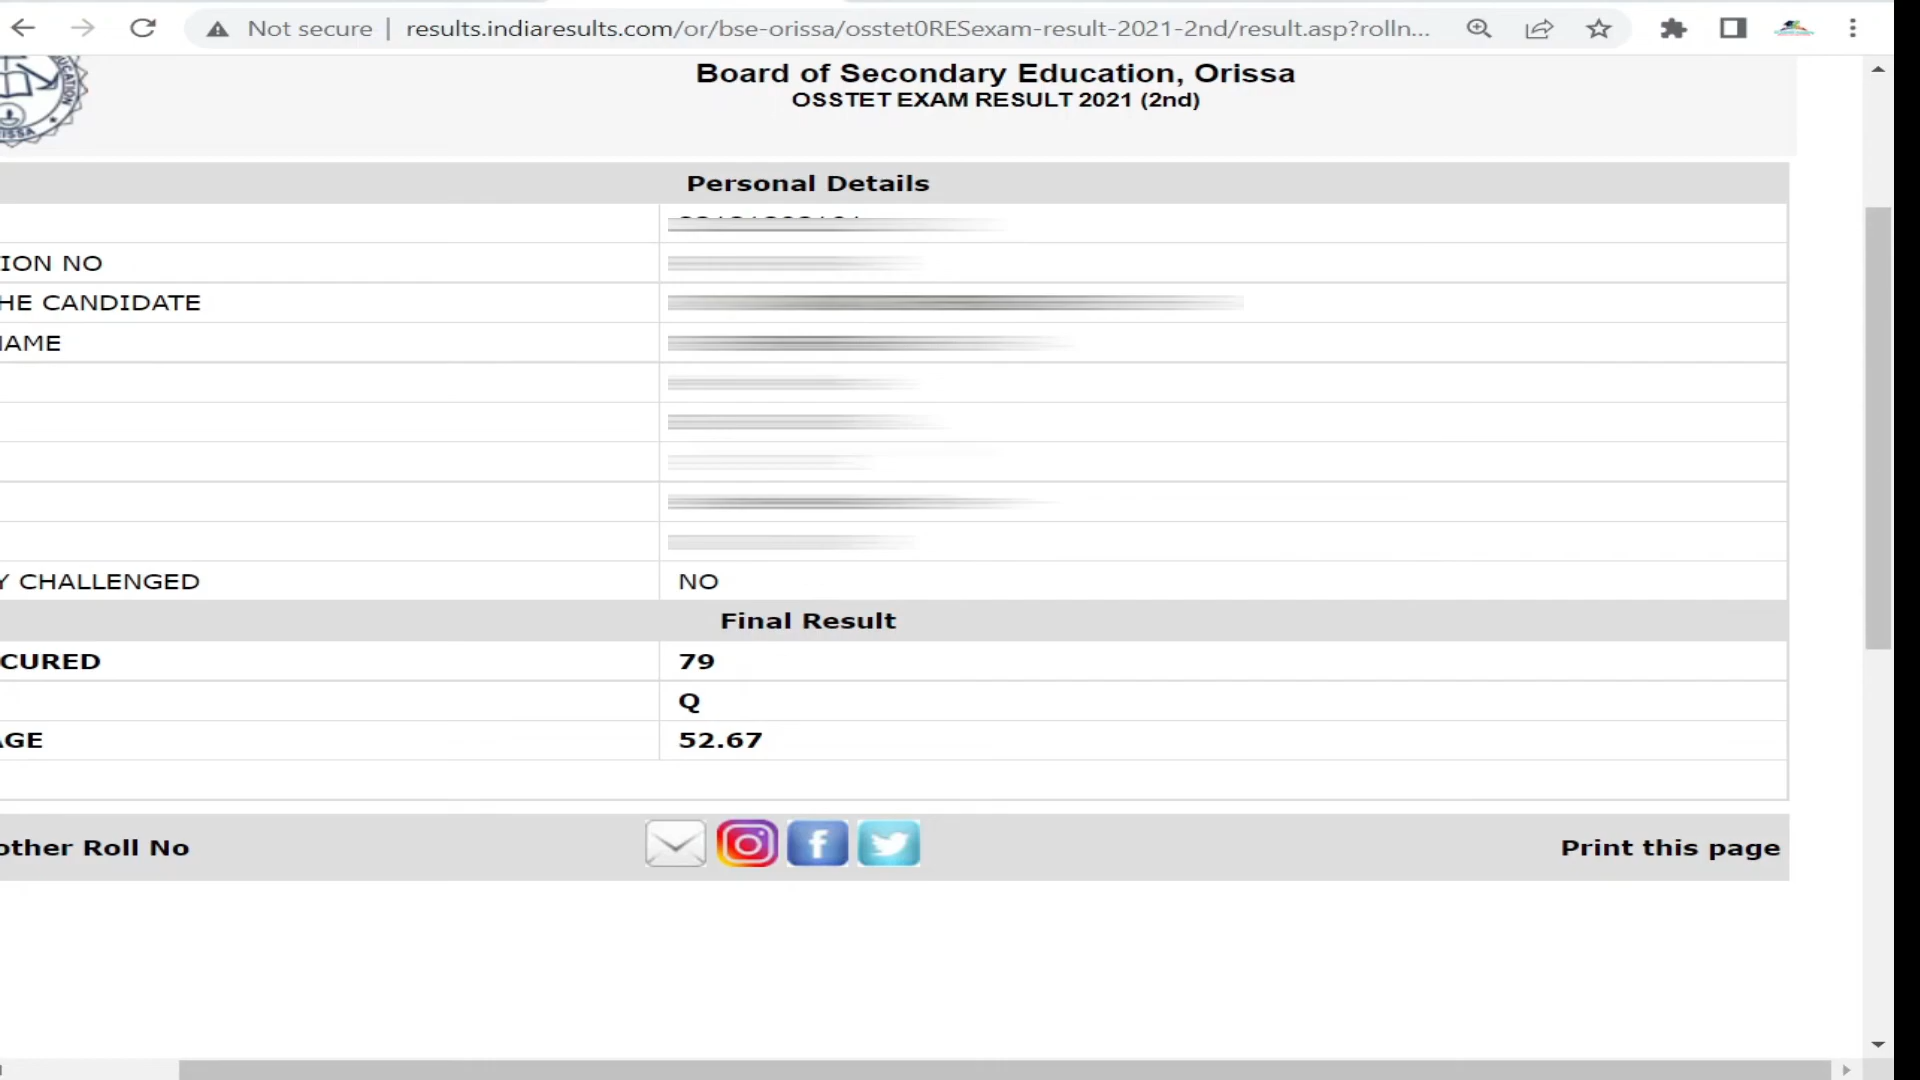 Not secure | results.indiaresults.com/or/bse-orissa/osstet0RESexam-result-2021-2nd/result.asp?rolln...
Board of Secondary Education, Orissa
OSSTET EXAM RESULT 2021 (2nd)
Personal Details
ION NO
HE CANDIDATE
AME
Y CHALLENGED NO
Final Result
CURED 79
Q
AGE 52.67
other Roll No
Print this page